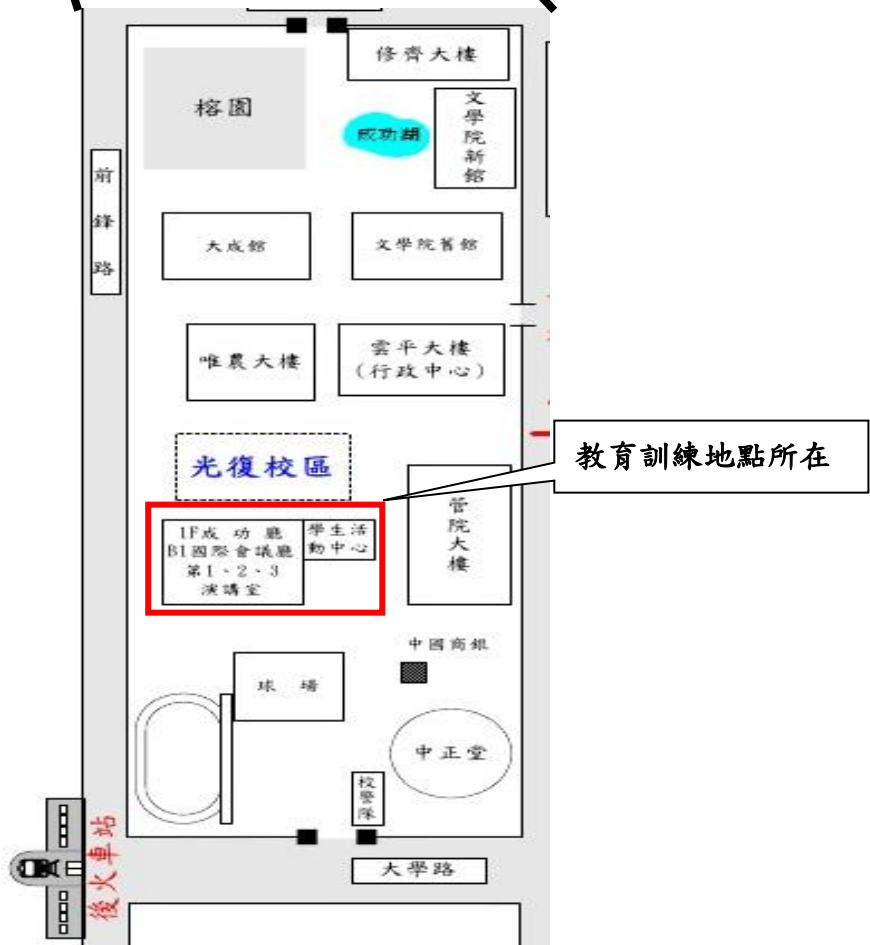 修齊大樓
榕園
成功湖
文學院新館
前鋒路
大成館
文學院舊館
唯農大樓
雲平大樓
(行政中心)
光復校區
教育訓練地點所在
管院大樓
1F成 功 廳
B1國際會議廳
第1、2、3
演講室
學生活
動中心
中國商銀
球 場
中正堂
校警隊
後火車站
大學路